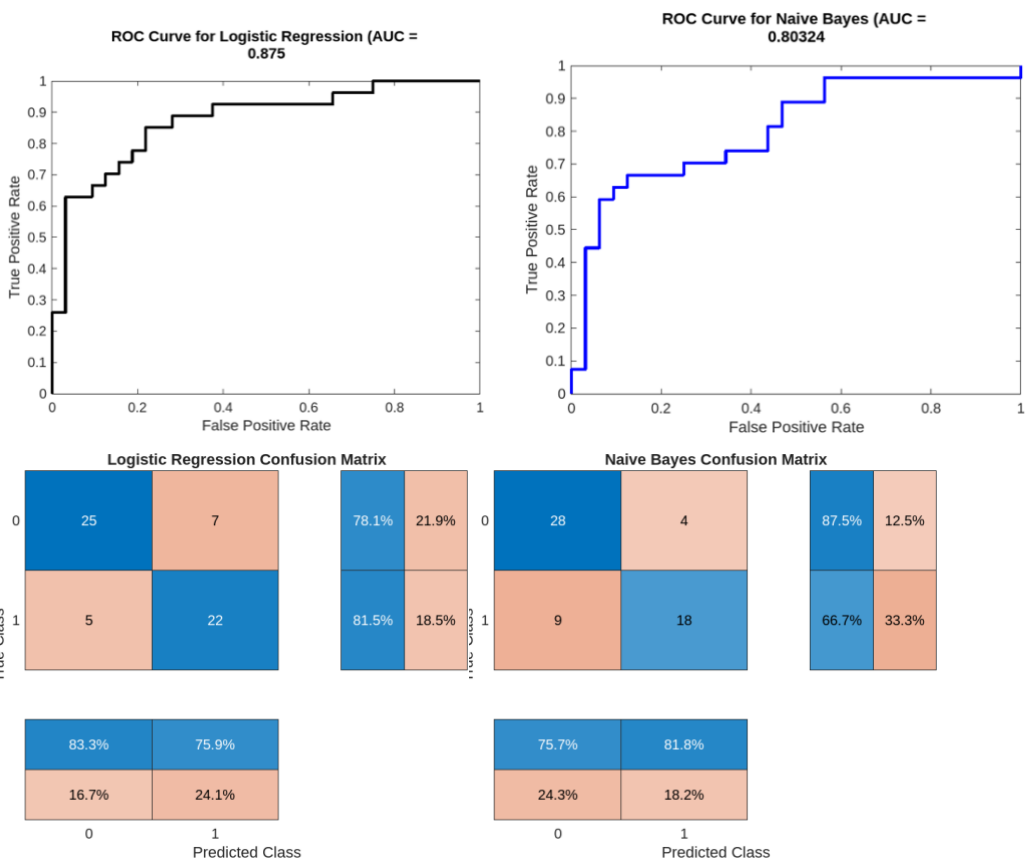 ROC Curve for Logistic Regression (AUC =
0.875
1
0.9
0.8
0.7
0.6
0.5
0.4
0.3
0.2
0.1
0
True Positive Rate
0 0.2 0.4 0.6 0.8 1
False Positive Rate
ROC Curve for Naive Bayes (AUC =
0.80324
1
0.9
0.8
0.7
0.6
0.5
0.4
0.3
0.2
0.1
0
True Positive Rate
0 0.2 0.4 0.6 0.8 1
False Positive Rate
Logistic Regression Confusion Matrix
0 25 7 78.1% 21.9%
1 5 22 81.5% 18.5%
83.3% 75.9%
16.7% 24.1%
0 1
Predicted Class
Naive Bayes Confusion Matrix
0 28 4 87.5% 12.5%
1 9 18 66.7% 33.3%
75.7% 81.8%
24.3% 18.2%
0 1
Predicted Class